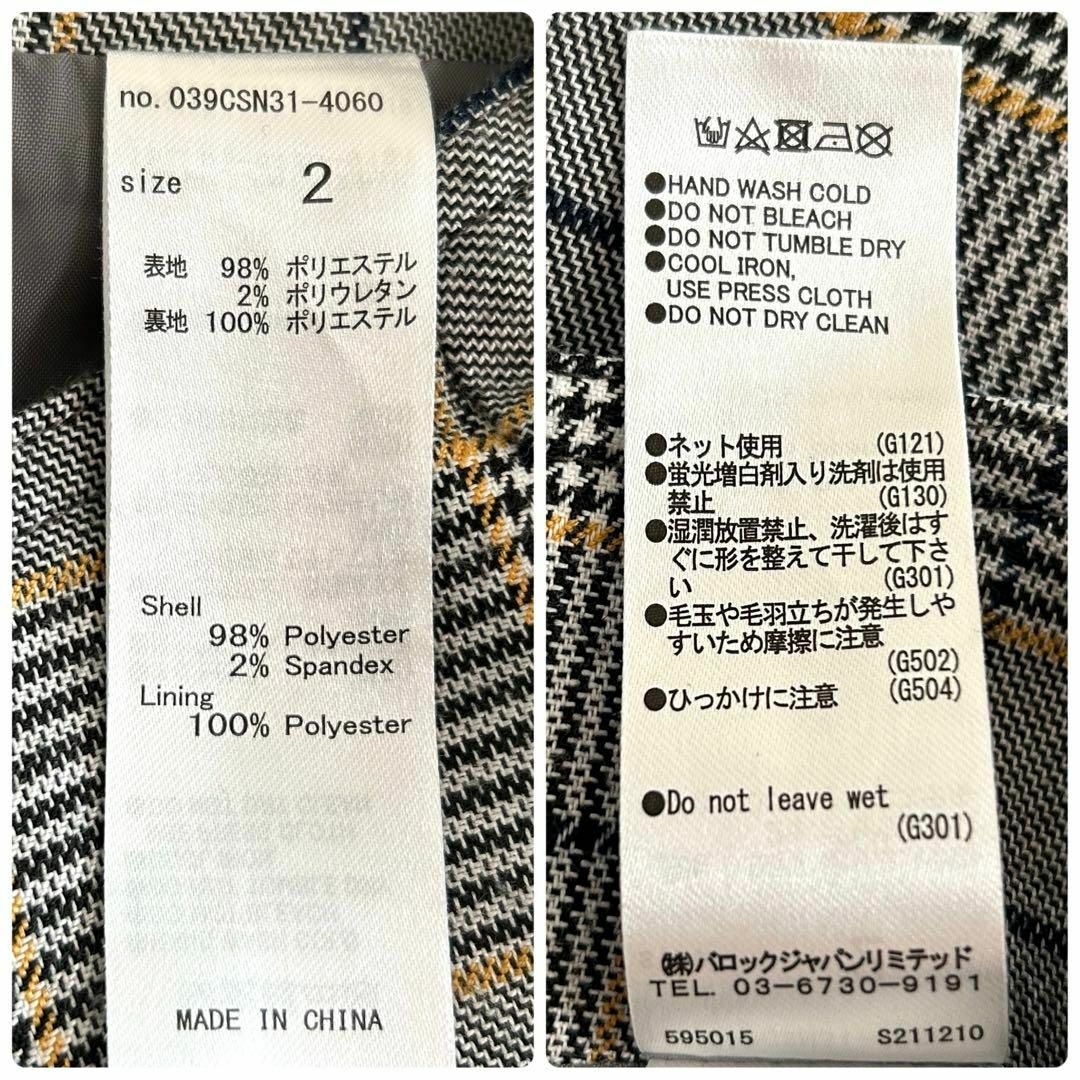 no. 039CSN31-4060
size 2
表地 98% ポリエステル
2% ポリウレタン
裏地 100% ポリエステル
Shell
98% Polyester
2% Spandex
Lining
100% Polyester
MADE IN CHINA
●HAND WASH COLD
●DO NOT BLEACH
●DO NOT TUMBLE DRY
●COOL IRON,
USE PRESS CLOTH
●DO NOT DRY CLEAN
●ネット使用 (G121)
●蛍光増白剤入り洗剤は使用
禁止 (G130)
●湿潤放置禁止、洗濯後はす
ぐに形を整えて干して下さ
い (G301)
●毛玉や毛羽立ちが発生しや
すいため摩擦に注意
(G502)
●ひっかけに注意 (G504)
●Do not leave wet
(G301)
㈱バロックジャパンリミテッド
TEL. 03-6730-9191
595015 S211210